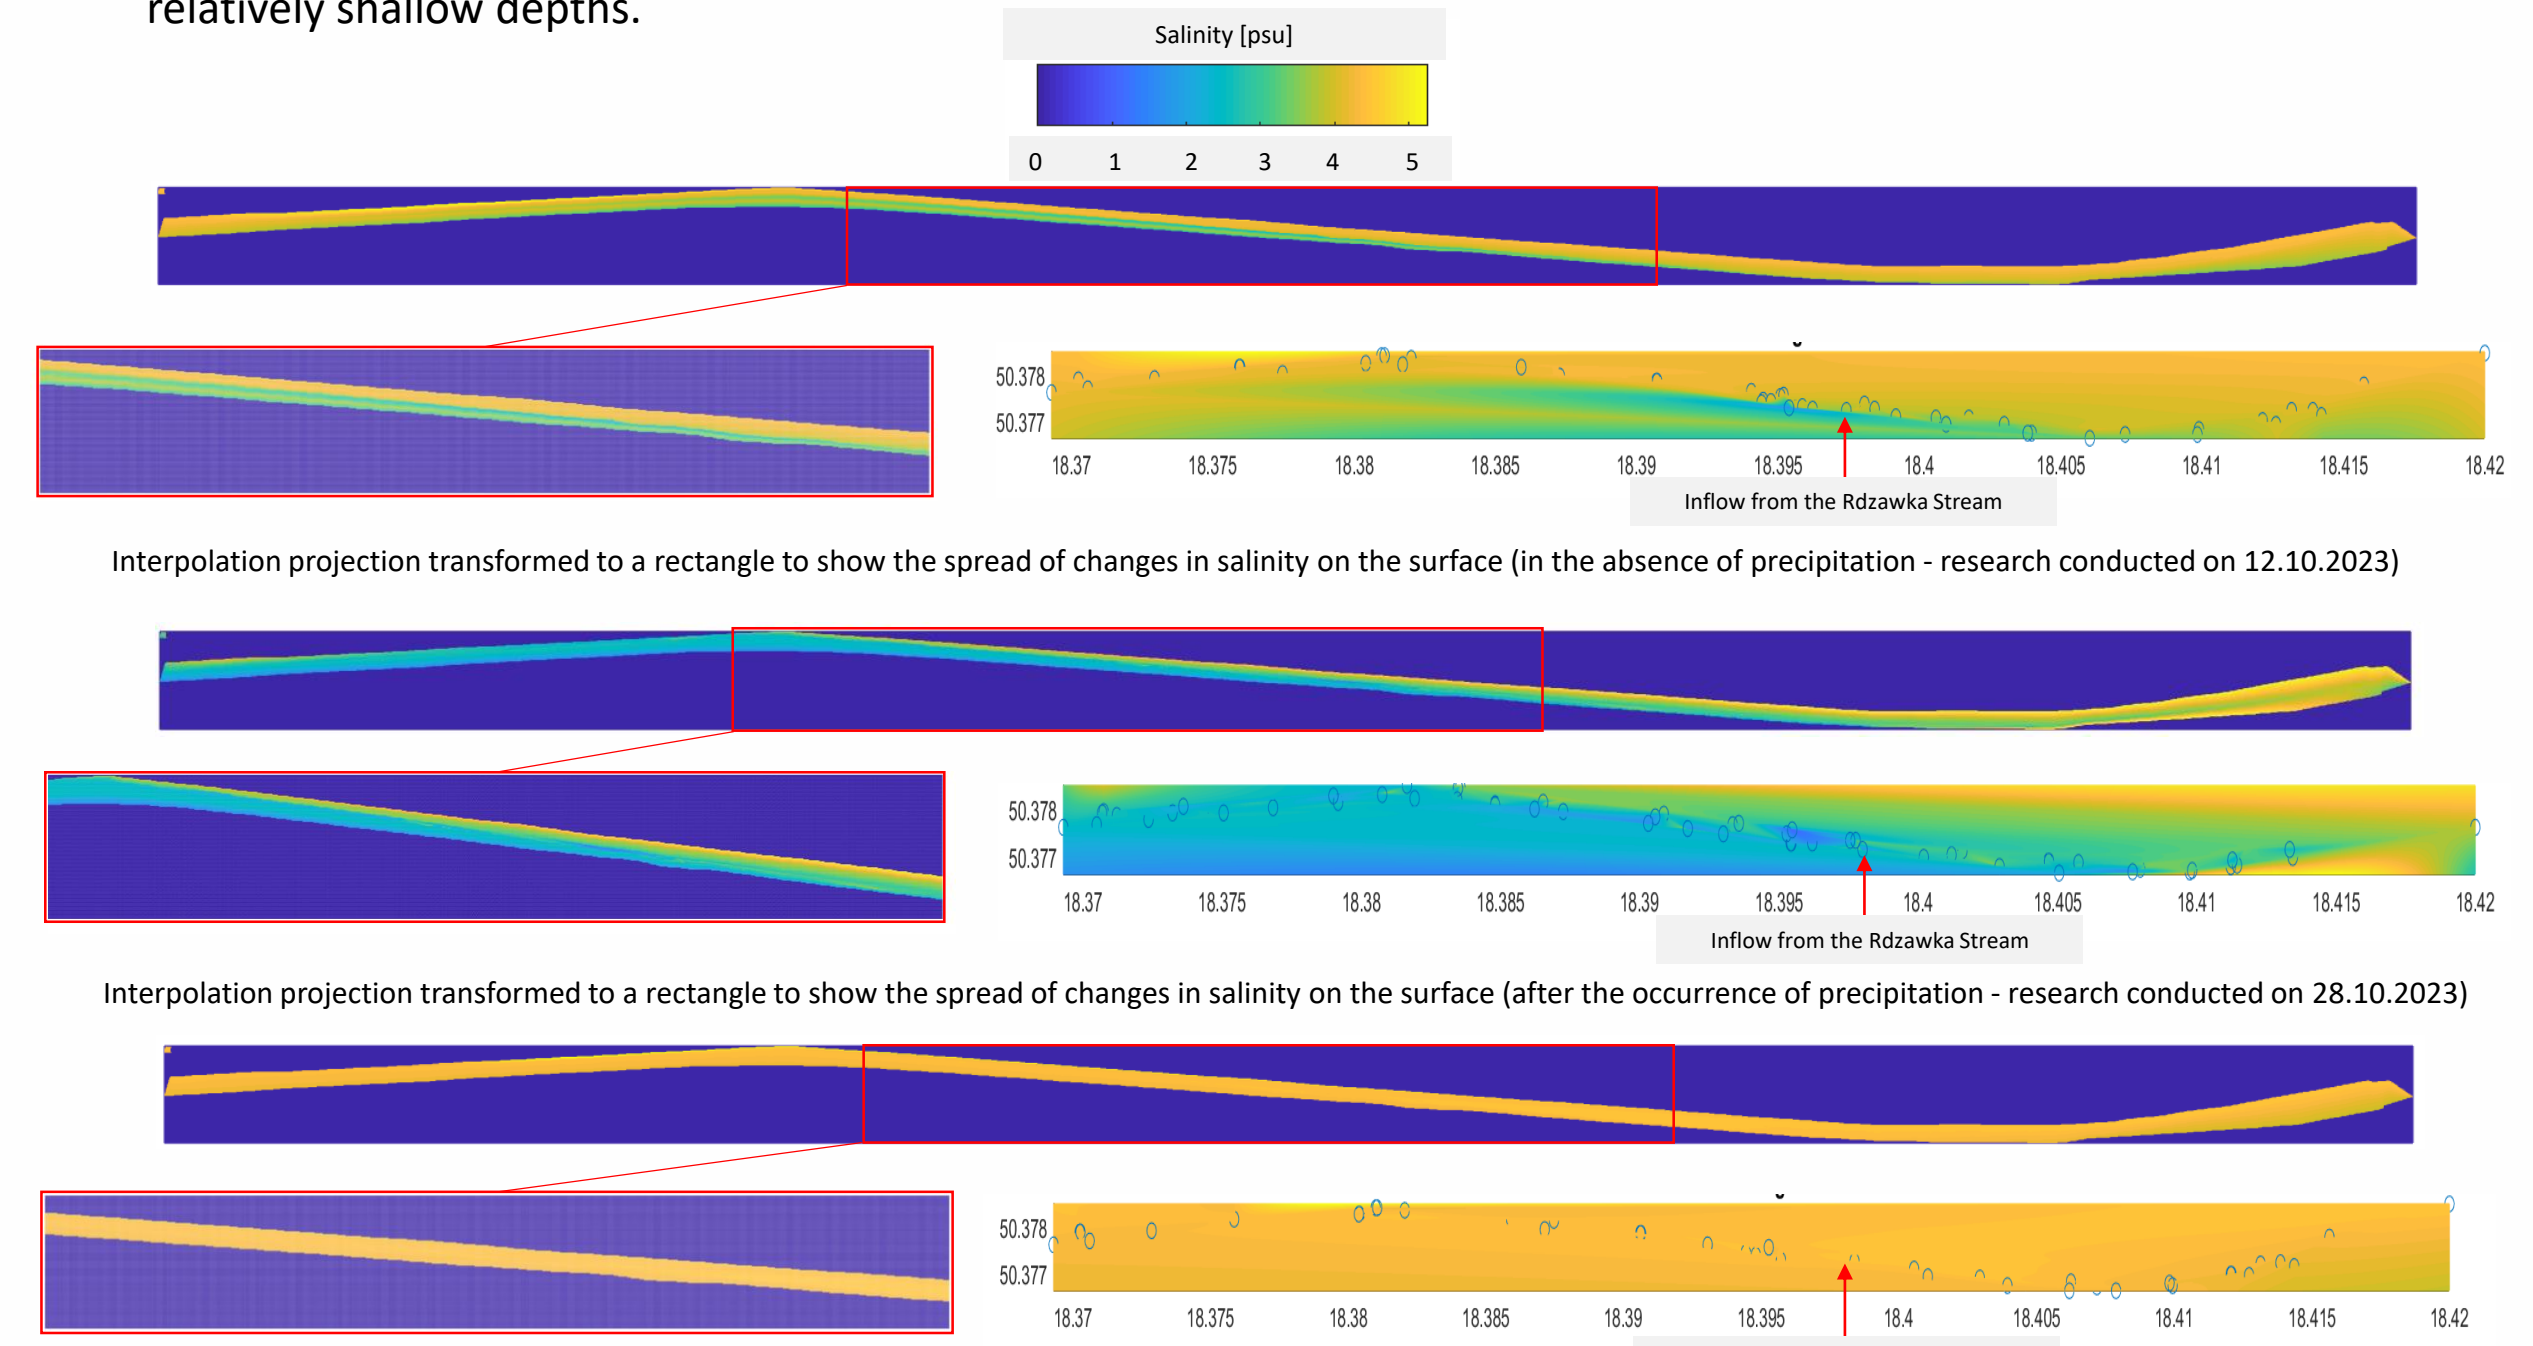 relatively shallow depths.
Salinity [psu]
0 1 2 3 4 5
50.378
50.377
18.37 18.375 18.38 18.385 18.39 18.395 18.4 18.405 18.41 18.415 18.42
Inflow from the Rdzawka Stream
Interpolation projection transformed to a rectangle to show the spread of changes in salinity on the surface (in the absence of precipitation - research conducted on 12.10.2023)
50.378
50.377
18.37 18.375 18.38 18.385 18.39 18.395 18.4 18.405 18.41 18.415 18.42
Inflow from the Rdzawka Stream
Interpolation projection transformed to a rectangle to show the spread of changes in salinity on the surface (after the occurrence of precipitation - research conducted on 28.10.2023)
50.378
50.377
18.37 18.375 18.38 18.385 18.39 18.395 18.4 18.405 18.41 18.415 18.42